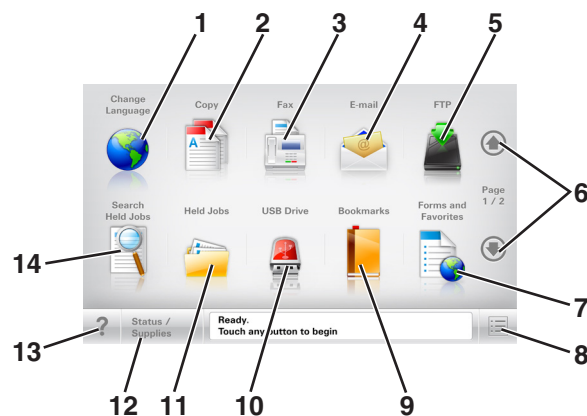 1 2 3 4 5
Change
Language
Copy
Fax
E-mail
FTP
A
@
6
Page
1 / 2
Search
Held Jobs
Held Jobs
USB Drive
Bookmarks
Forms and
Favorites
14
7
?
Status /
Supplies
Ready.
Touch any button to begin
13 12 11 10 9 8